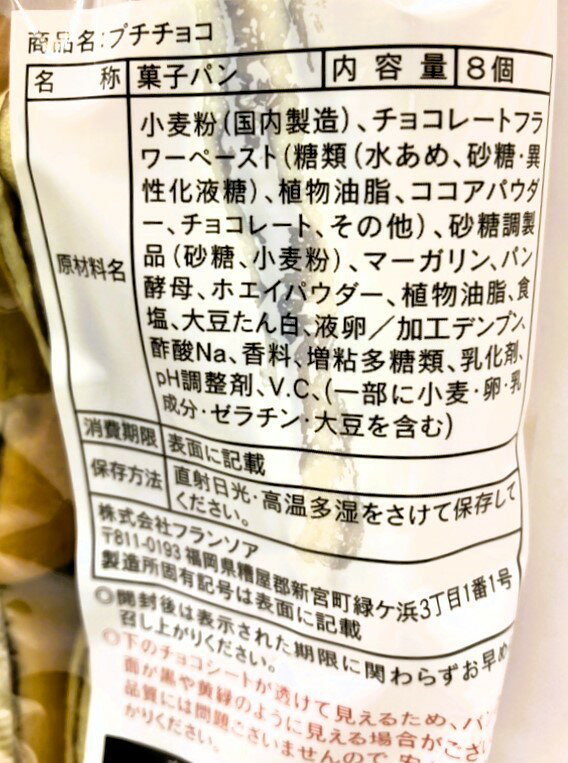 商品名:プチチョコ
名 称 菓子パン 内容量 8個
小麦粉(国内製造)、チョコレートフラ
ワーペースト(糖類(水あめ、砂糖・異
性化液糖)、植物油脂、ココアパウダ
ー、チョコレート、その他)、砂糖調製
品(砂糖、小麦粉)、マーガリン、パン
原材料名
酵母、ホエイパウダー、植物油脂、食
塩、大豆たん白、液卵/加工デンプン、
酢酸Na、香料、増粘多糖類、乳化剤、
pH調整剤、V.C、(一部に小麦・卵・乳
成分・ゼラチン・大豆を含む)
消費期限 表面に記載
保存方法 直射日光・高温多湿をさけて保存して
ください。
株式会社フランソア
〒811-0193 福岡県糟屋郡新宮町緑ケ浜3丁目1番1号
製造所固有記号は表面に記載
◎開封後は表示された期限に関わらずお早め
召し上がりください。
◎下のチョコシートが透けて見えるため、パン
面が黒や黄緑のように見える場合がござ
品質には問題ございませんので、安
がりください。